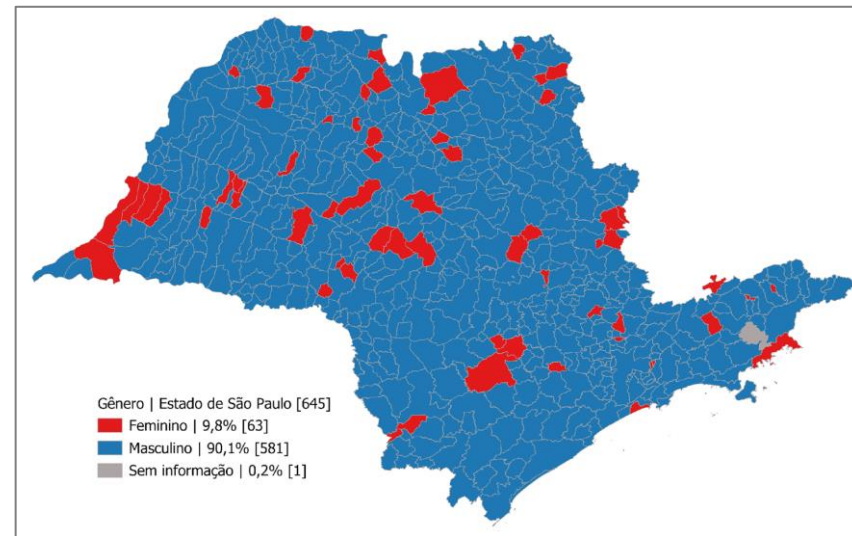 Gênero | Estado de São Paulo [645]
Feminino | 9,8% [63]
Masculino | 90,1% [581]
Sem informação | 0,2% [1]